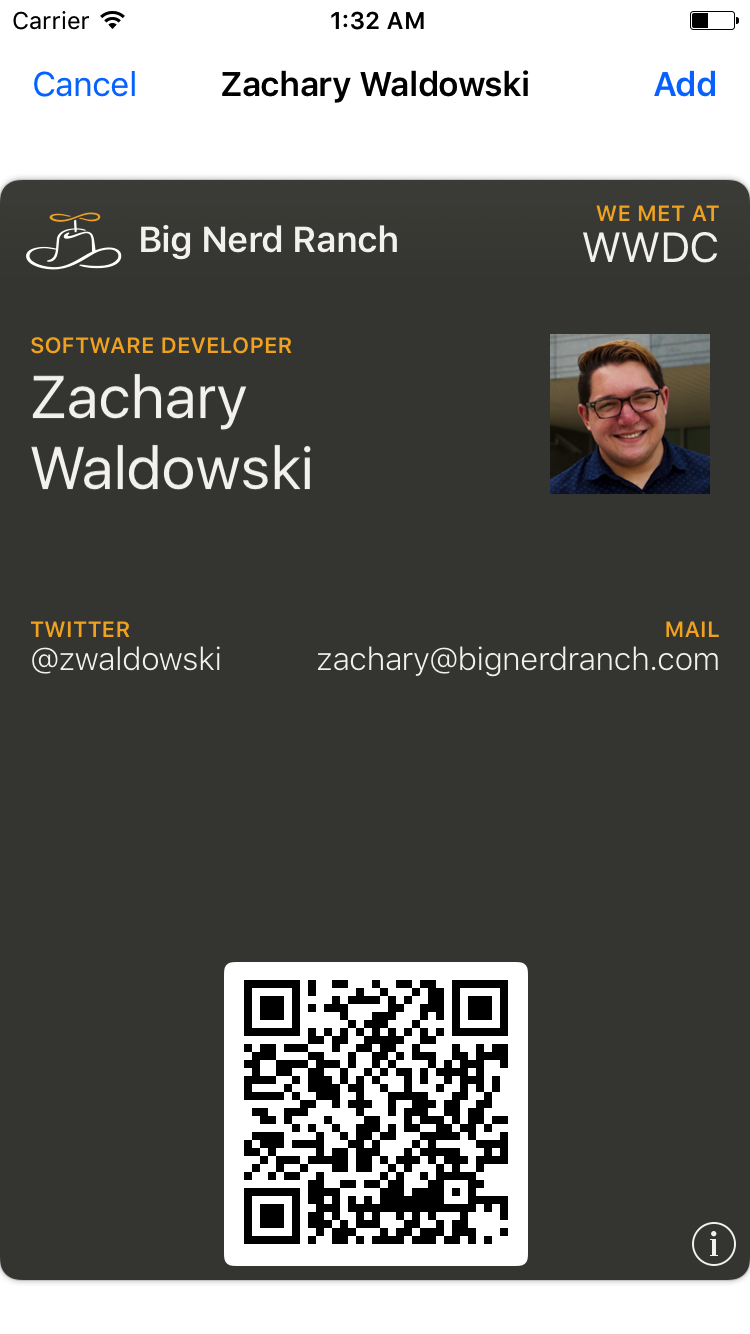 Carrier 1:32 AM
Cancel Zachary Waldowski Add
Big Nerd Ranch
WE MET AT
WWDC
SOFTWARE DEVELOPER
Zachary
Waldowski
TWITTER
@zwaldowski
MAIL
zachary@bignerdranch.com
i